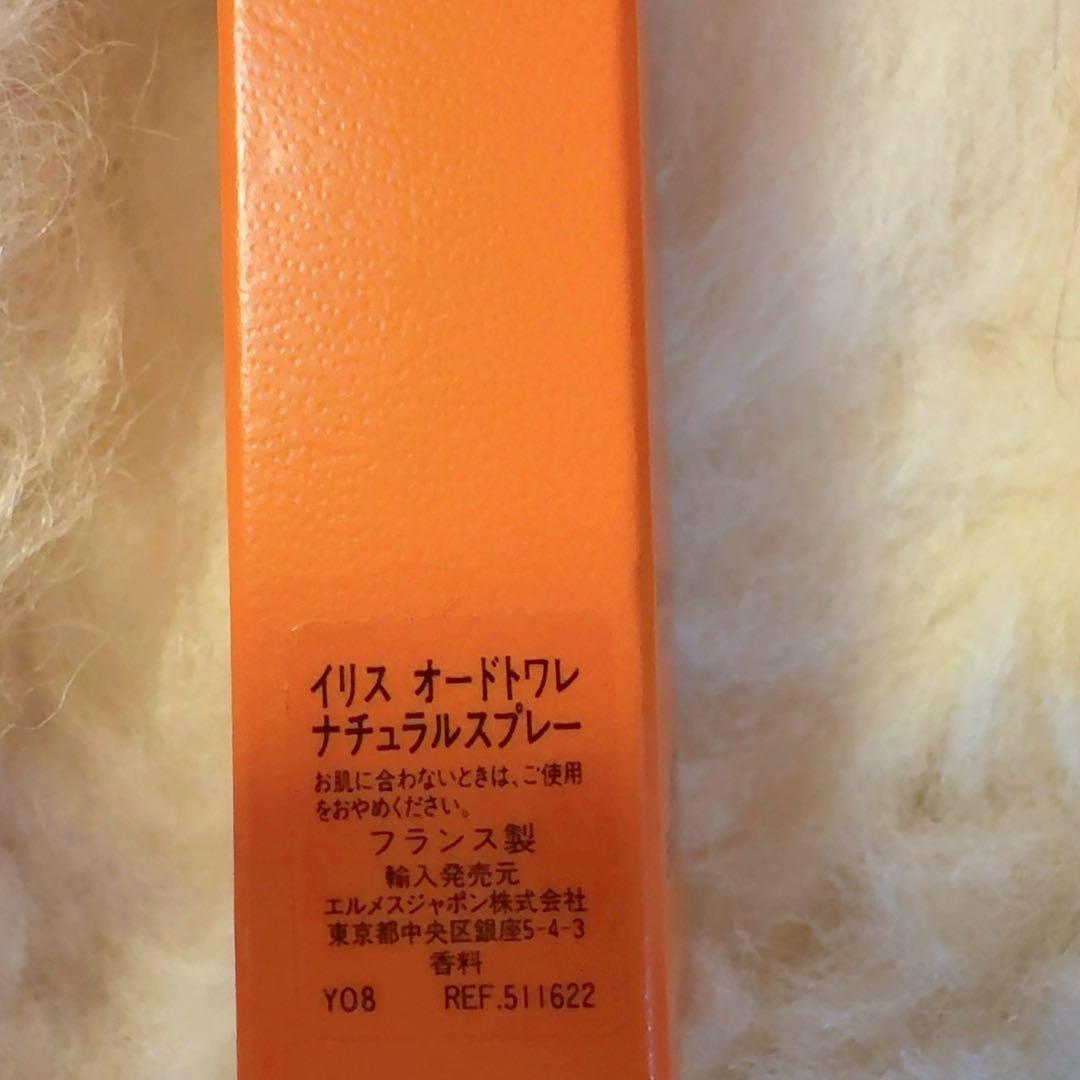 イリス オードトワレ
ナチュラルスプレー
お肌に合わないときは、ご使用
をおやめください。
フランス製
輸入発売元
エルメスジャポン株式会社
東京都中央区銀座5-4-3
香料
Y08 REF.511622